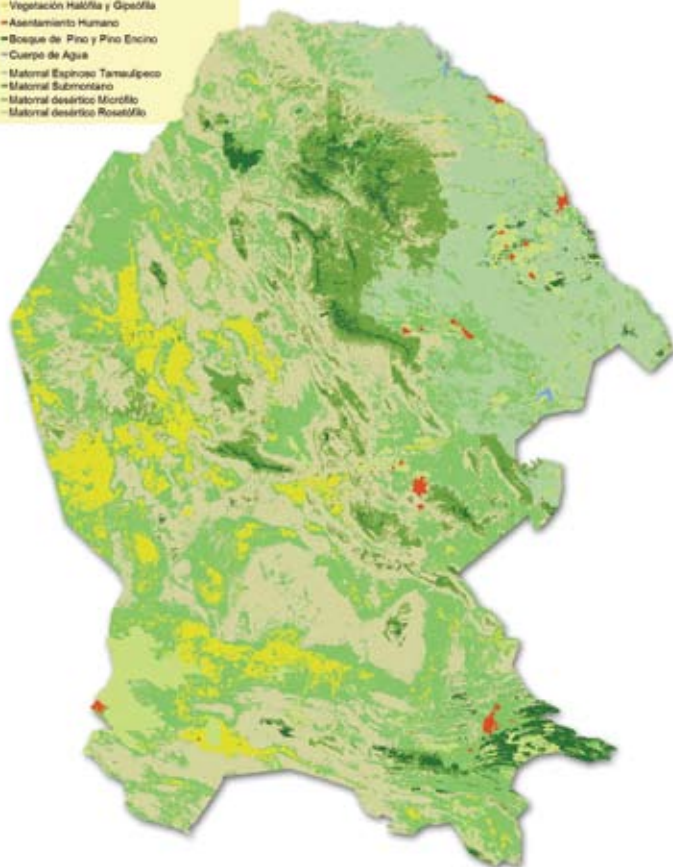 Vegetación Halófila y Gipsófila
Asentamiento Humano
Bosque de Pino y Pino Encino
Cuerpo de Agua
Matorral Espinoso Tamaulipeco
Matorral Submontano
Matorral desértico Micrófilo
Matorral desértico Rosetófilo